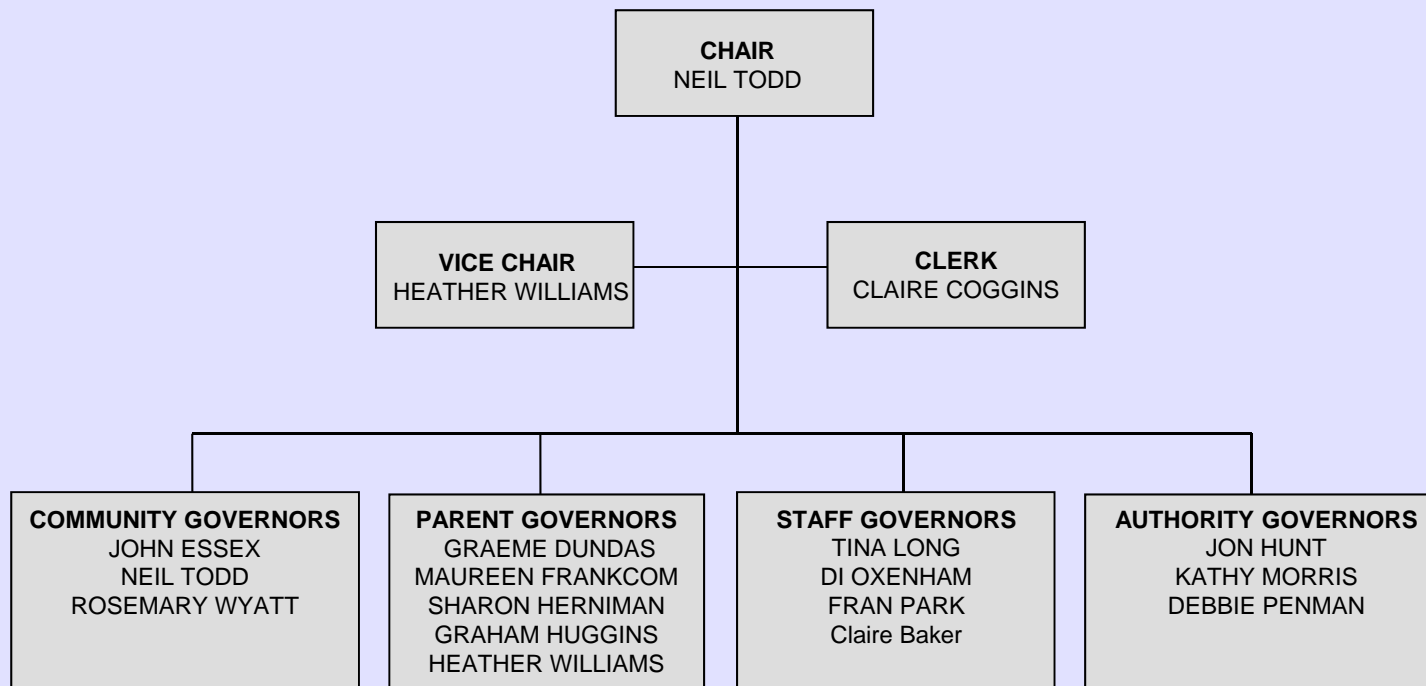 CHAIR
NEIL TODD
VICE CHAIR
HEATHER WILLIAMS
CLERK
CLAIRE COGGINS
COMMUNITY GOVERNORS
JOHN ESSEX
NEIL TODD
ROSEMARY WYATT
PARENT GOVERNORS
GRAEME DUNDAS
MAUREEN FRANKCOM
SHARON HERNIMAN
GRAHAM HUGGINS
HEATHER WILLIAMS
STAFF GOVERNORS
TINA LONG
DI OXENHAM
FRAN PARK
Claire Baker
AUTHORITY GOVERNORS
JON HUNT
KATHY MORRIS
DEBBIE PENMAN